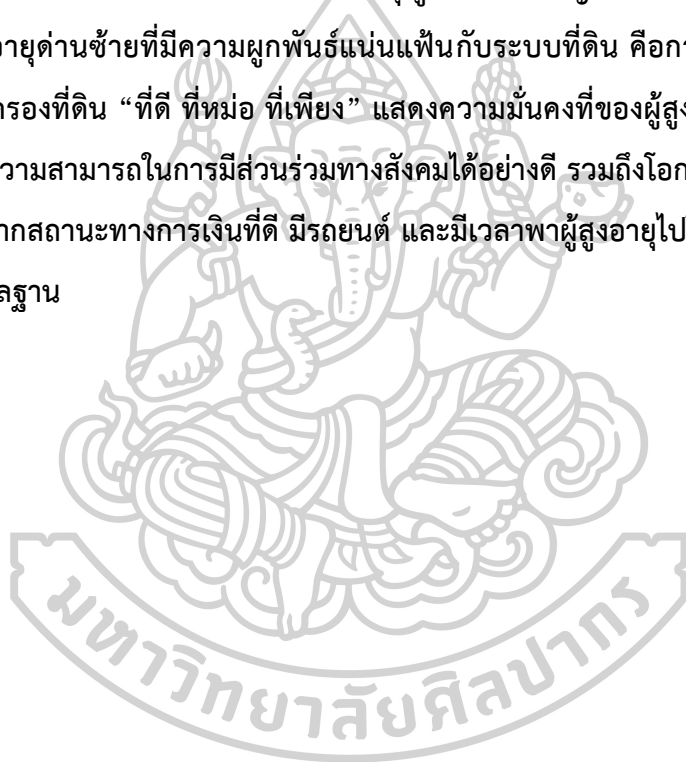 อายุด่านซ้ายที่มีความผูกพันธ์แน่นแฟ้นกับระบบที่ดิน คือกา
ครองที่ดิน “ที่ดี ที่หม่อ ที่เพียง” แสดงความมั่นคงที่ของผู้สูง
ความสามารถในการมีส่วนร่วมทางสังคมได้อย่างดี รวมถึงโอก
ากสถานะทางการเงินที่ดี มีรถยนต์ และมีเวลาพาผู้สูงอายุไป
ลฐาน
มหาวิทยาลัยศิลปากร